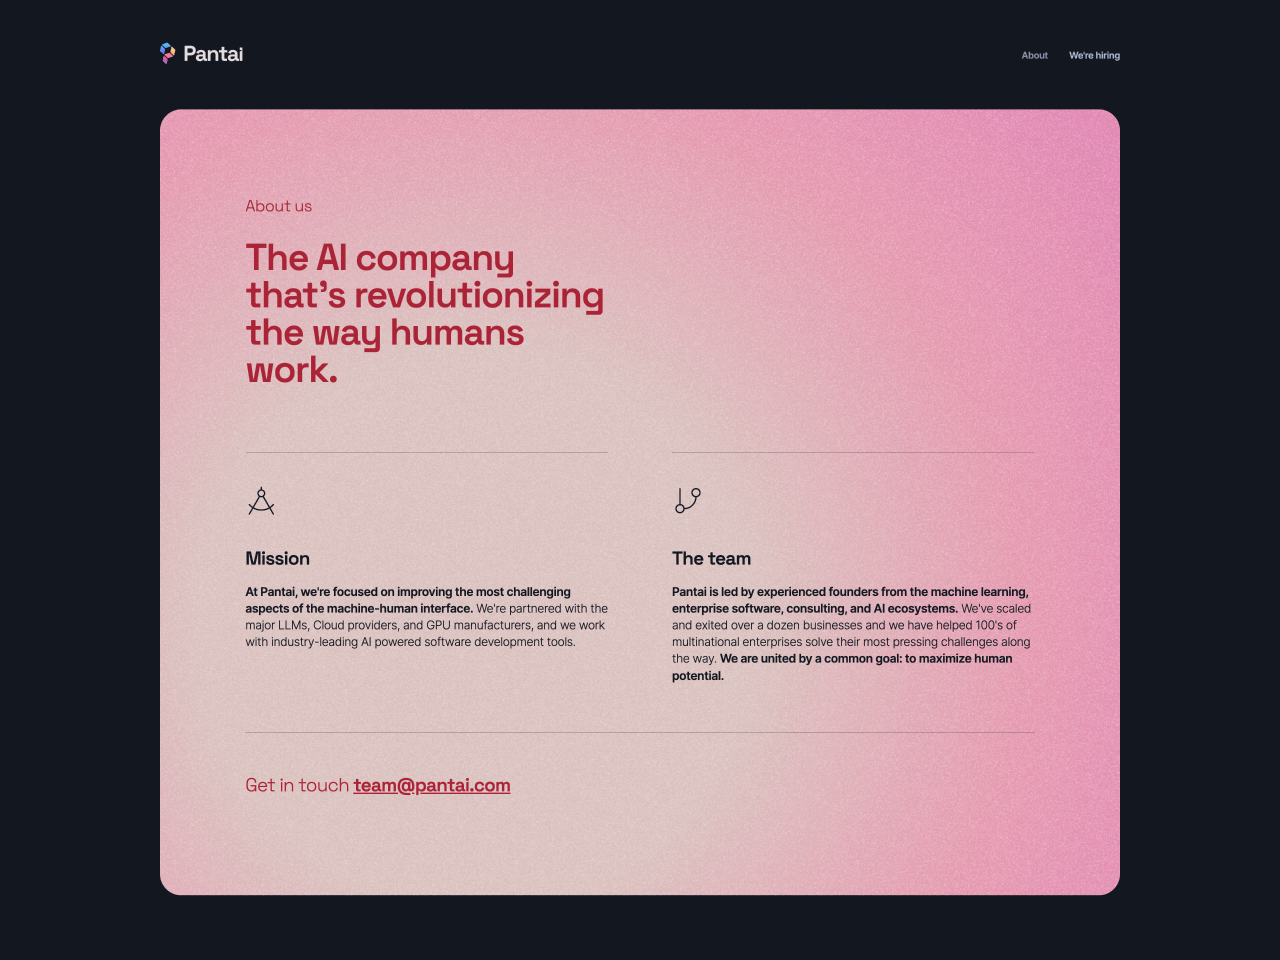 Pantai
About
We're hiring
About us
The AI company
that’s revolutionizing
the way humans
work.
Mission
At Pantai, we're focused on improving the most challenging
aspects of the machine-human interface. We're partnered with the
major LLMs, Cloud providers, and GPU manufacturers, and we work
with industry-leading AI powered software development tools.
The team
Pantai is led by experienced founders from the machine learning,
enterprise software, consulting, and AI ecosystems. We've scaled
and exited over a dozen businesses and we have helped 100's of
multinational enterprises solve their most pressing challenges along
the way. We are united by a common goal: to maximize human
potential.
Get in touch team@pantai.com